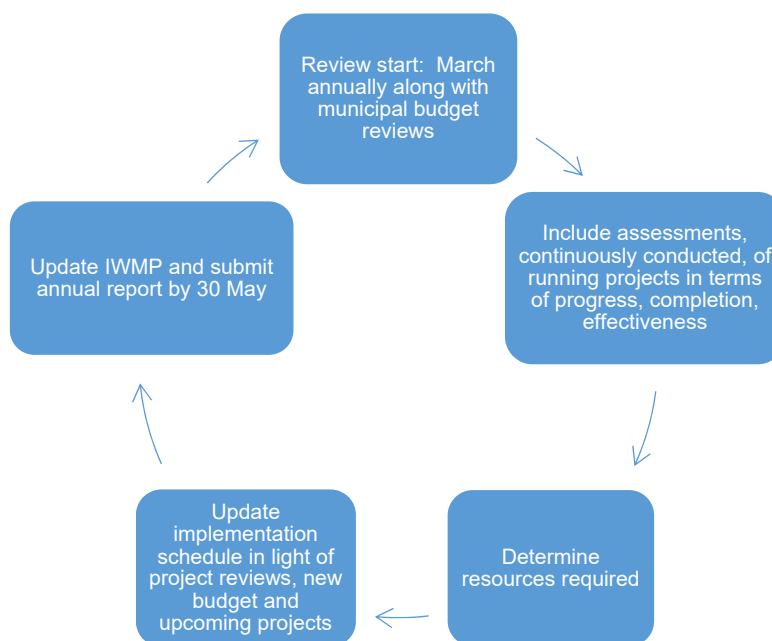 Review start:  March
annually along with
municipal budget
reviews
Include assessments,
continuously conducted, of
running projects in terms
of progress, completion,
effectiveness
Determine
resources required
Update
implementation
schedule in light of
project reviews, new
budget and
upcoming projects
Update IWMP and submit
annual report by 30 May